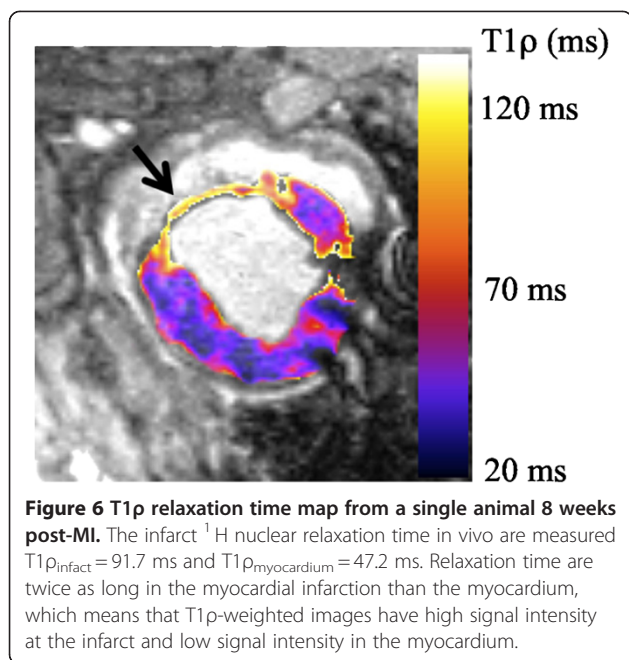 T1ρ (ms)
120 ms
70 ms
20 ms
Figure 6 T1ρ relaxation time map from a single animal 8 weeks
post-MI. The infarct ¹H nuclear relaxation time in vivo are measured
T1ρinfact = 91.7 ms and T1ρmyocardium = 47.2 ms. Relaxation time are
twice as long in the myocardial infarction than the myocardium,
which means that T1ρ-weighted images have high signal intensity
at the infarct and low signal intensity in the myocardium.